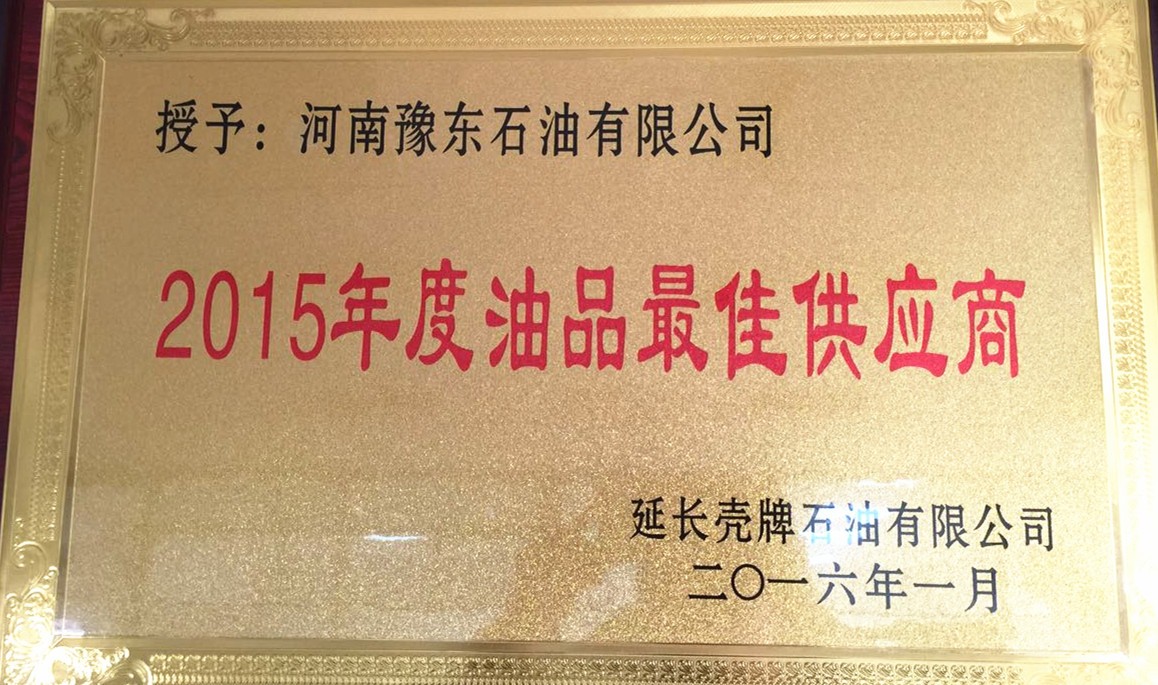 授予：河南豫东石油有限公司
2015年度油品最佳供应商
延长壳牌石油有限公司
二〇一六年一月